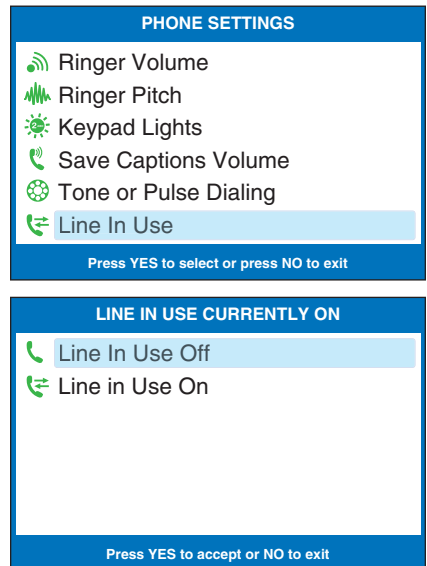 PHONE SETTINGS
Ringer Volume
Ringer Pitch
Keypad Lights
Save Captions Volume
Tone or Pulse Dialing
Line In Use
Press YES to select or press NO to exit
LINE IN USE CURRENTLY ON
Line In Use Off
Line in Use On
Press YES to accept or NO to exit